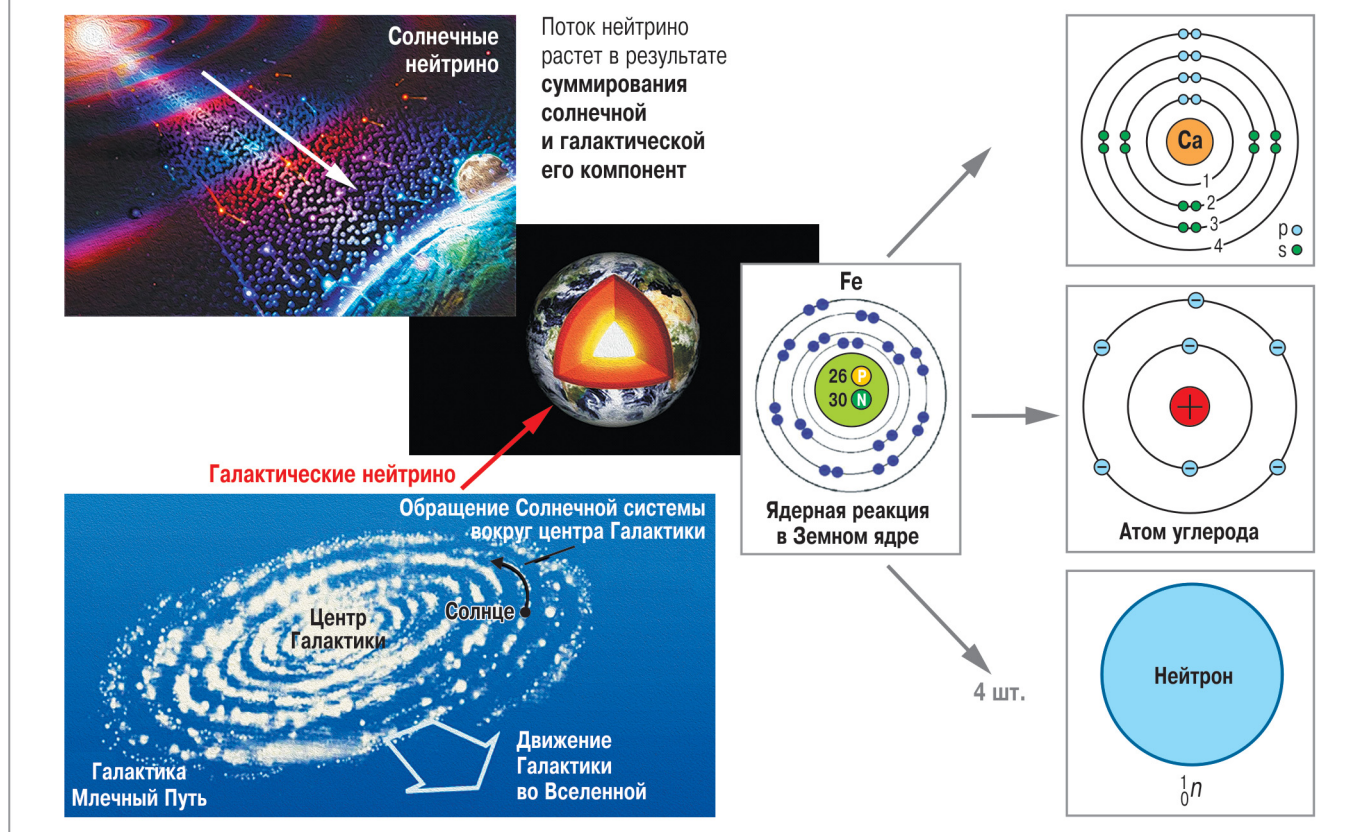 Солнечные
нейтрино
Поток нейтрино
растет в результате
суммирования
солнечной
и галактической
его компонент
Ca
1
2
3
4
p
s
Fe
26 P
30 N
Ядерная реакция
в Земном ядре
Атом углерода
Галактические нейтрино
Обращение Солнечной системы
вокруг центра Галактики
Солнце
Центр
Галактики
Движение
Галактики
во Вселенной
Галактика
Млечный Путь
4 шт.
Нейтрон
¹₀n